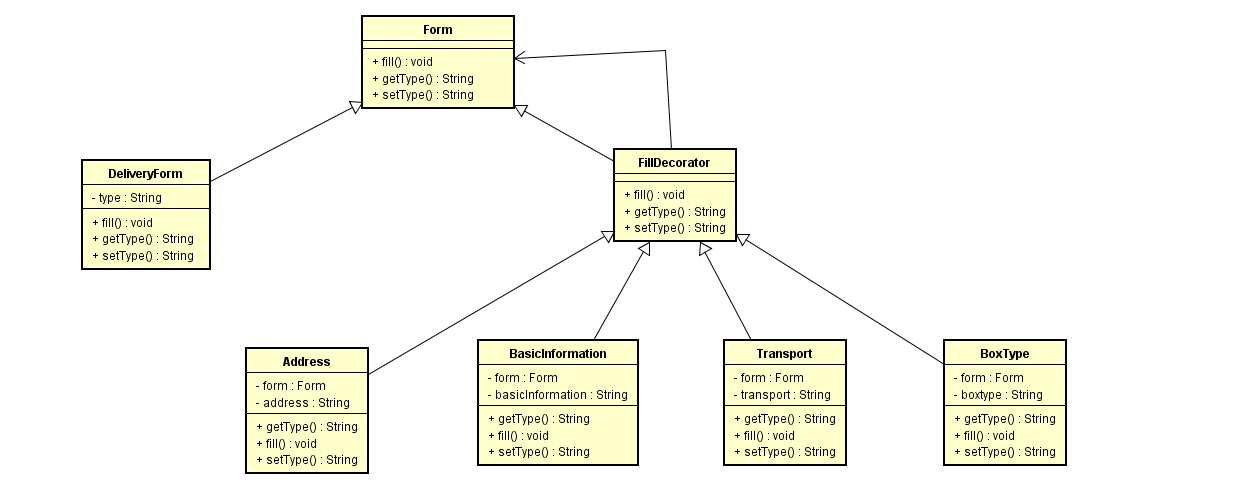 Form
+ fill() : void
+ getType() : String
+ setType() : String
FillDecorator
+ fill() : void
+ getType() : String
+ setType() : String
DeliveryForm
- type : String
+ fill() : void
+ getType() : String
+ setType() : String
Address
- form : Form
- address : String
+ getType() : String
+ fill() : void
+ setType() : String
BasicInformation
- form : Form
- basicInformation : String
+ getType() : String
+ fill() : void
+ setType() : String
Transport
- form : Form
- transport : String
+ getType() : String
+ fill() : void
+ setType() : String
BoxType
- form : Form
- boxtype : String
+ getType() : String
+ fill() : void
+ setType() : String